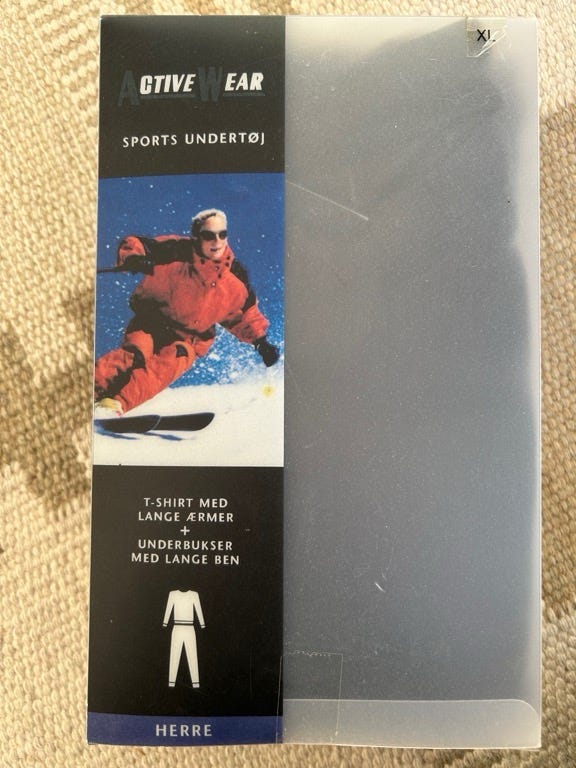 XL
ACTIVE WEAR
SPORTS UNDERTØJ
T-SHIRT MED
LANGE ÆRMER
+
UNDERBUKSER
MED LANGE BEN
HERRE